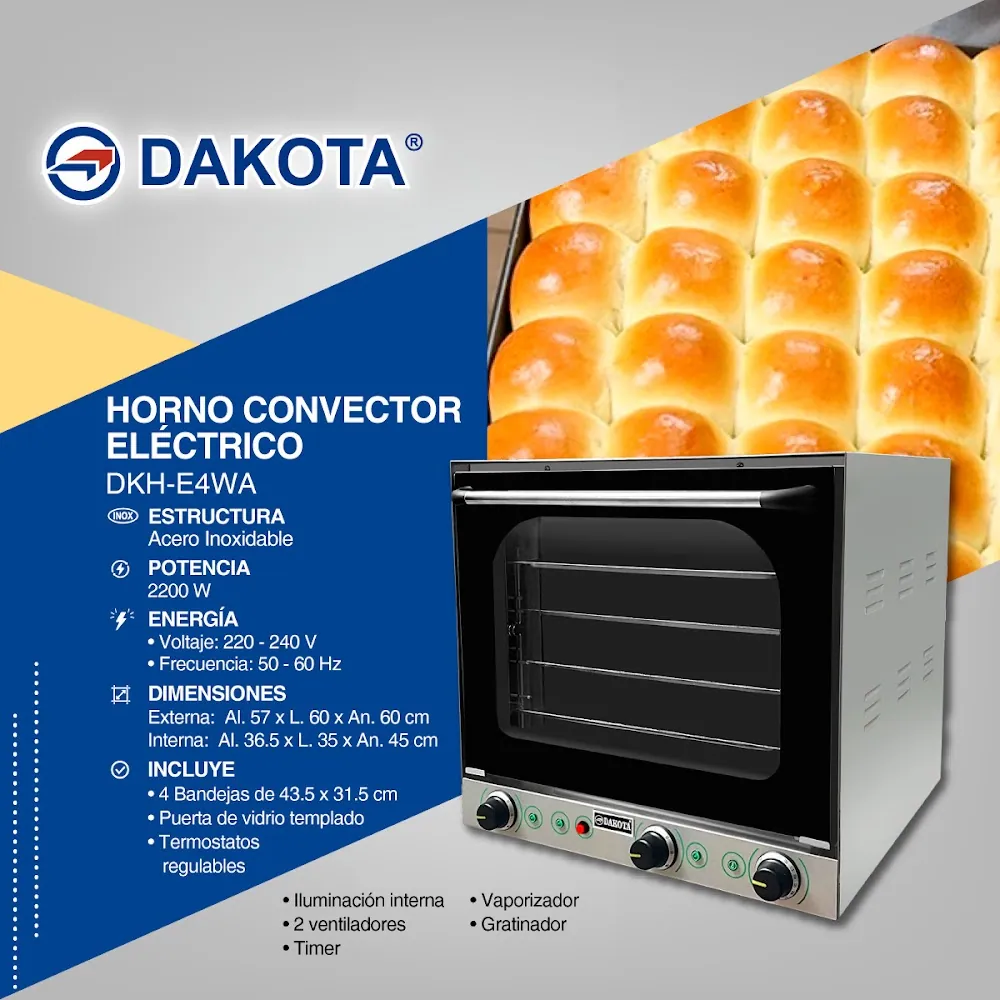 DAKOTA®
HORNO CONVECTOR
ELÉCTRICO
DKH-E4WA
INOX
ESTRUCTURA
Acero Inoxidable
POTENCIA
2200 W
ENERGÍA
• Voltaje: 220 - 240 V
• Frecuencia: 50 - 60 Hz
DIMENSIONES
Externa: Al. 57 x L. 60 x An. 60 cm
Interna: Al. 36.5 x L. 35 x An. 45 cm
INCLUYE
• 4 Bandejas de 43.5 x 31.5 cm
• Puerta de vidrio templado
• Termostatos
regulables
• Iluminación interna
• 2 ventiladores
• Timer
• Vaporizador
• Gratinador
DAKOTA